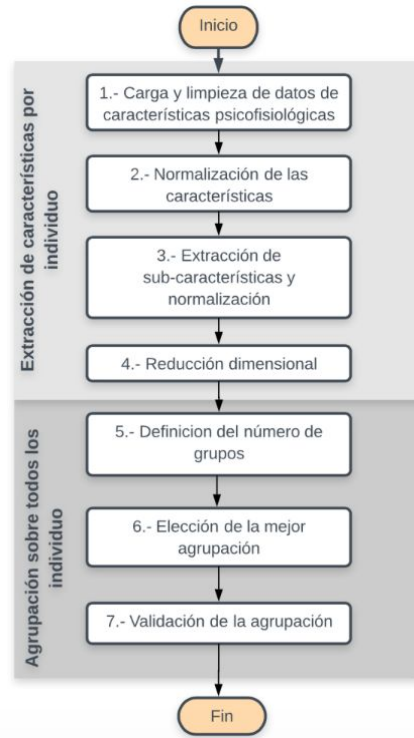 Inicio
Extracción de características por
individuo
1.- Carga y limpieza de datos de
características psicofisiológicas
2.- Normalización de las
características
3.- Extracción de
sub-características y
normalización
4.- Reducción dimensional
Agrupación sobre todos los
individuo
5.- Definicion del número de
grupos
6.- Elección de la mejor
agrupación
7.- Validación de la agrupación
Fin